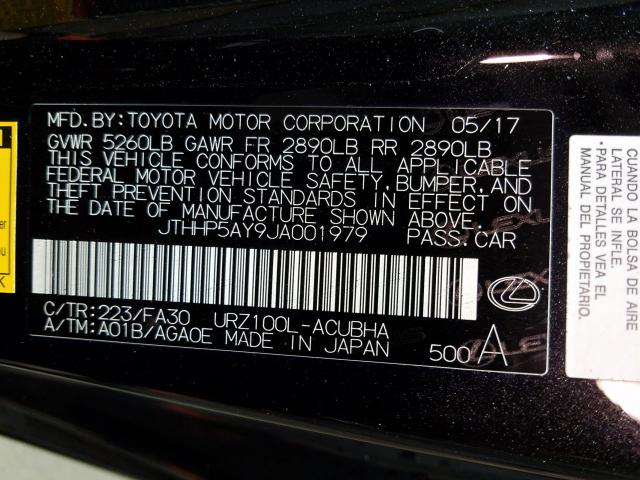 MFD.BY:TOYOTA MOTOR CORPORATION 05/17
GVWR 5260LB GAWR FR 2890LB RR 2890LB
THIS VEHICLE CONFORMS TO ALL APPLICABLE
FEDERAL MOTOR VEHICLE SAFETY,BUMPER,AND
THEFT PREVENTION STANDARDS IN EFFECT ON
THE DATE OF MANUFACTURE SHOWN ABOVE.
JTHHP5AY9JA001979 PASS.CAR
C/TR:223/FA30 URZ100L-ACUBHA
A/TM:A01B/AGA0E MADE IN JAPAN 500 A
CUANDO LA BOLSA DE AIRE
LATERAL SE INFLE.
*PARA DETALLES VEA EL
MANUAL DEL PROPIETARIO.